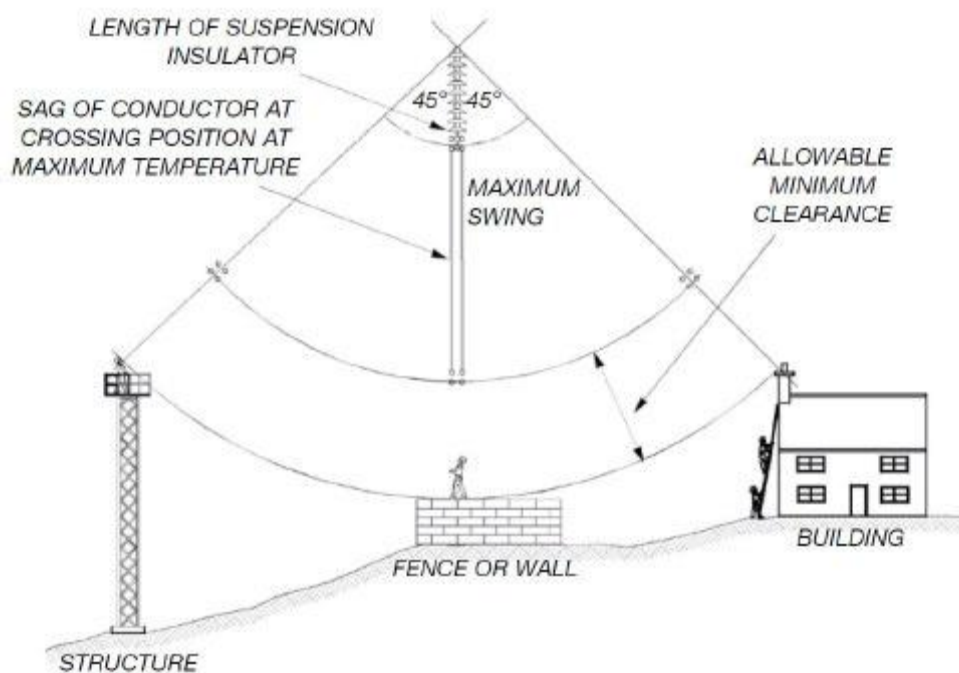 LENGTH OF SUSPENSION
INSULATOR
45° 45°
SAG OF CONDUCTOR AT
CROSSING POSITION AT
MAXIMUM TEMPERATURE
MAXIMUM
SWING
ALLOWABLE
MINIMUM
CLEARANCE
BUILDING
FENCE OR WALL
STRUCTURE